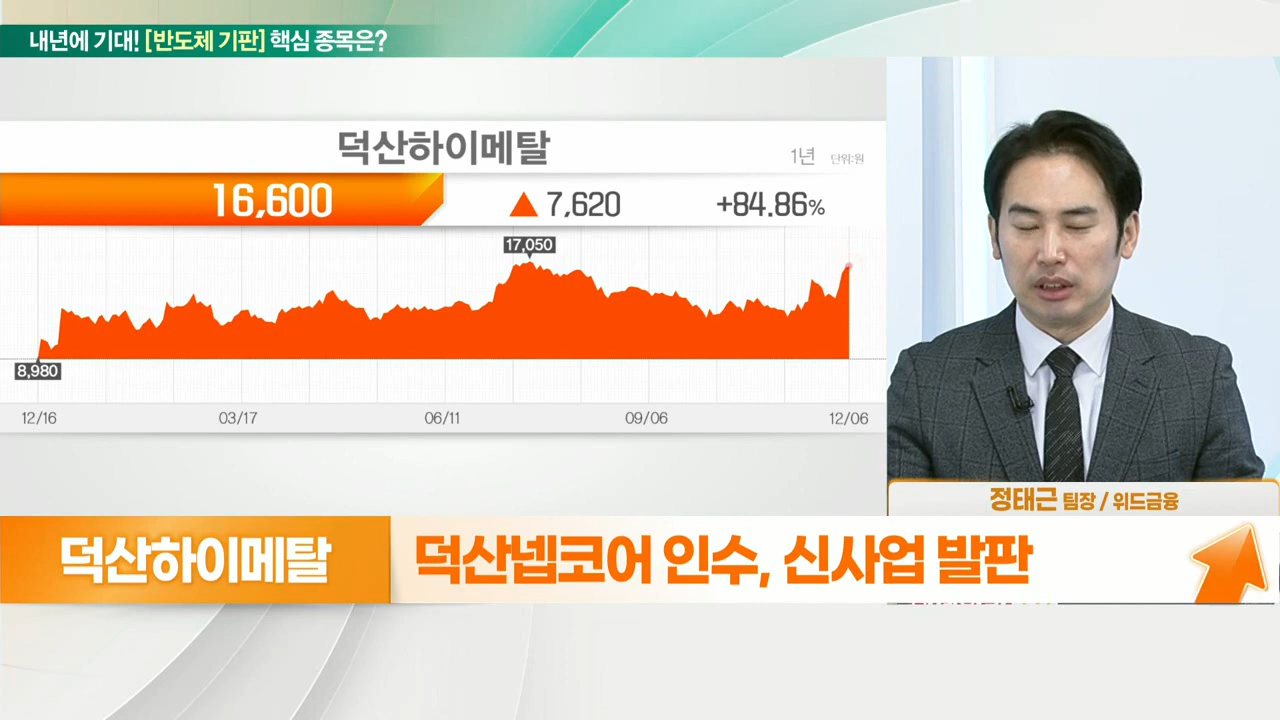 내년에 기대! [반도체 기판] 핵심 종목은?
덕산하이메탈
1년 단위:원
16,600 ▲ 7,620 +84.86%
17,050
8,980
12/16 03/17 06/11 09/06 12/06
정태근 팀장 / 위드금융
덕산하이메탈 덕산넵코어 인수, 신사업 발판